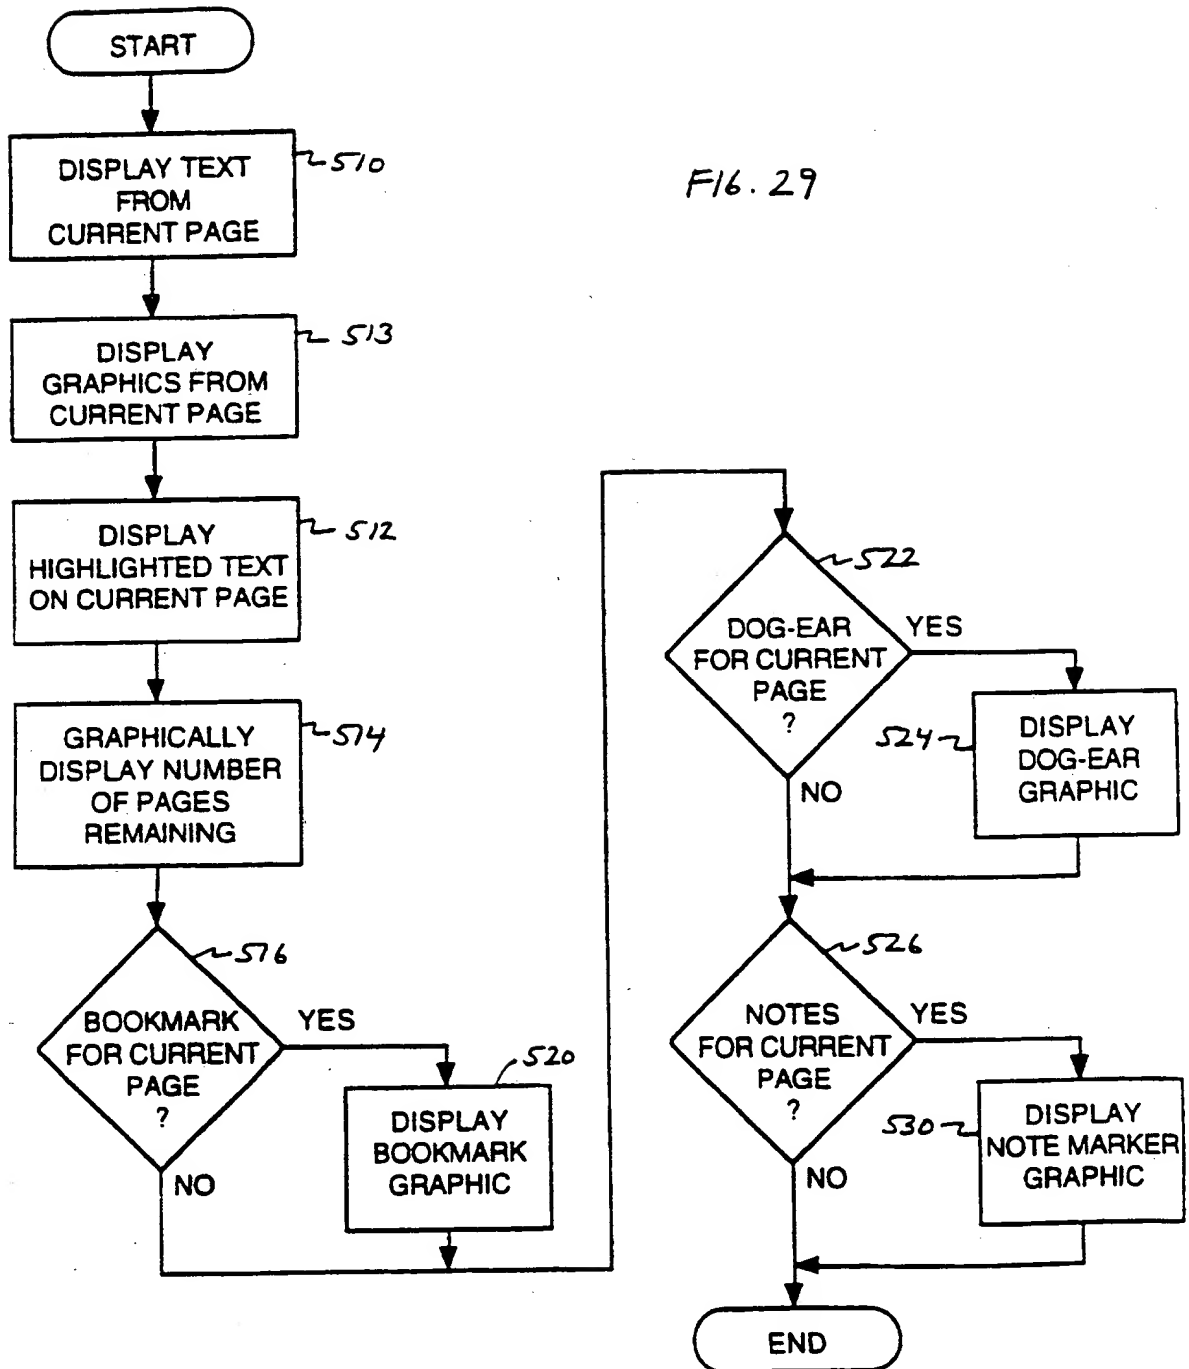 START
DISPLAY TEXT
FROM
CURRENT PAGE
510
FIG. 29
DISPLAY
GRAPHICS FROM
CURRENT PAGE
513
DISPLAY
HIGHLIGHTED TEXT
ON CURRENT PAGE
512
GRAPHICALLY
DISPLAY NUMBER
OF PAGES
REMAINING
514
BOOKMARK
FOR CURRENT
PAGE
?
516
YES
NO
DISPLAY
BOOKMARK
GRAPHIC
520
DOG-EAR
FOR CURRENT
PAGE
?
522
YES
NO
DISPLAY
DOG-EAR
GRAPHIC
524
NOTES
FOR CURRENT
PAGE
?
526
YES
NO
DISPLAY
NOTE MARKER
GRAPHIC
530
END